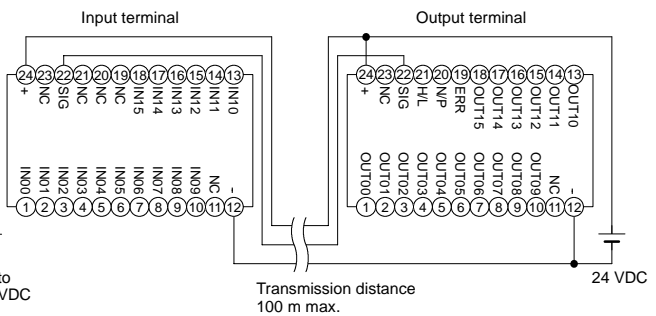 Input terminal
Output terminal
24 23 22 21 20 19 18 17 16 15 14 13
+ NC SIG NC NC NC IN15 IN14 IN13 IN12 IN11 IN10
IN00 IN01 IN02 IN03 IN04 IN05 IN06 IN07 IN08 IN09 NC -
1 2 3 4 5 6 7 8 9 10 11 12
24 23 22 21 20 19 18 17 16 15 14 13
+ NC SIG H/L N/P ERR OUT15 OUT14 OUT13 OUT12 OUT11 OUT10
OUT00 OUT01 OUT02 OUT03 OUT04 OUT05 OUT06 OUT07 OUT08 OUT09 NC -
1 2 3 4 5 6 7 8 9 10 11 12
to
VDC
Transmission distance
100 m max.
24 VDC